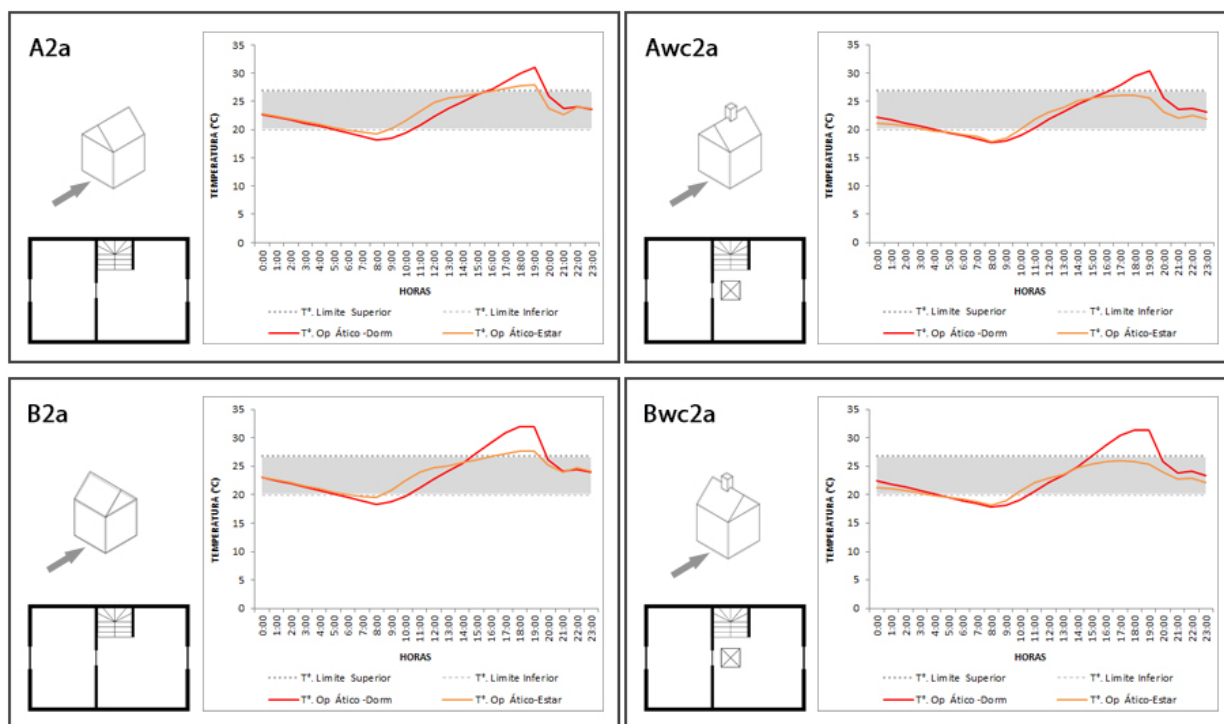 A2a
35
30
25
20
15
10
5
0
TEMPERATURA (°C)
0:00 1:00 2:00 3:00 4:00 5:00 6:00 7:00 8:00 9:00 10:00 11:00 12:00 13:00 14:00 15:00 16:00 17:00 18:00 19:00 20:00 21:00 22:00 23:00
HORAS
Tª. Limite Superior Tª. Limite Inferior
Tª. Op Ático -Dorm Tª. Op Ático-Estar
Awc2a
35
30
25
20
15
10
5
0
TEMPERATURA (°C)
0:00 1:00 2:00 3:00 4:00 5:00 6:00 7:00 8:00 9:00 10:00 11:00 12:00 13:00 14:00 15:00 16:00 17:00 18:00 19:00 20:00 21:00 22:00 23:00
HORAS
Tª. Limite Superior Tª. Limite Inferior
Tª. Op Ático -Dorm Tª. Op Ático-Estar
B2a
35
30
25
20
15
10
5
0
TEMPERATURA (°C)
0:00 1:00 2:00 3:00 4:00 5:00 6:00 7:00 8:00 9:00 10:00 11:00 12:00 13:00 14:00 15:00 16:00 17:00 18:00 19:00 20:00 21:00 22:00 23:00
HORAS
Tª. Limite Superior Tª. Limite Inferior
Tª. Op Ático-Dorm Tª. Op Ático-Estar
Bwc2a
35
30
25
20
15
10
5
0
TEMPERATURA (°C)
0:00 1:00 2:00 3:00 4:00 5:00 6:00 7:00 8:00 9:00 10:00 11:00 12:00 13:00 14:00 15:00 16:00 17:00 18:00 19:00 20:00 21:00 22:00 23:00
HORAS
Tª. Limite Superior Tª. Limite Inferior
Tª. Op Ático-Dorm Tª. Op Ático-Estar